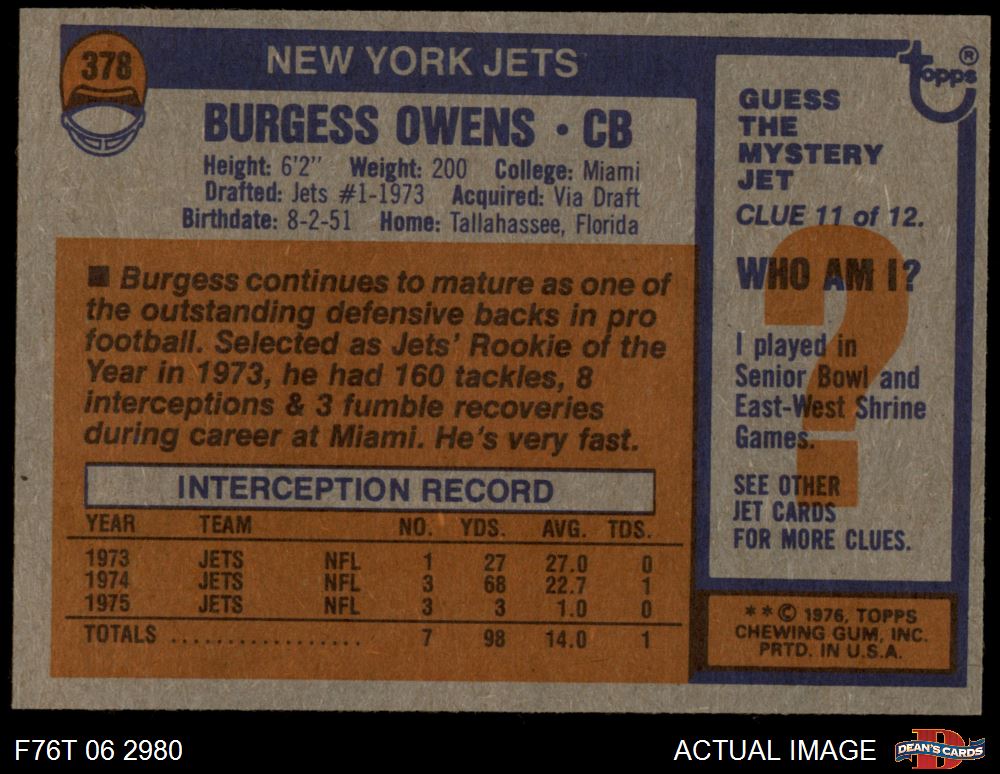 378
NEW YORK JETS
BURGESS OWENS • CB
Height: 6'2" Weight: 200 College: Miami
Drafted: Jets #1-1973 Acquired: Via Draft
Birthdate: 8-2-51 Home: Tallahassee, Florida
■ Burgess continues to mature as one of
the outstanding defensive backs in pro
football. Selected as Jets' Rookie of the
Year in 1973, he had 160 tackles, 8
interceptions & 3 fumble recoveries
during career at Miami. He's very fast.
INTERCEPTION RECORD
YEAR TEAM NO. YDS. AVG. TDS.
1973 JETS NFL 1 27 27.0 0
1974 JETS NFL 3 68 22.7 1
1975 JETS NFL 3 3 1.0 0
TOTALS .................. 7 98 14.0 1
Topps®
GUESS
THE
MYSTERY
JET
CLUE 11 of 12.
WHO AM I?
?
I played in
Senior Bowl and
East-West Shrine
Games.
SEE OTHER
JET CARDS
FOR MORE CLUES.
**© 1976, TOPPS
CHEWING GUM, INC.
PRTD. IN U.S.A.
F76T 06 2980
ACTUAL IMAGE
D
DEAN'S CARDS